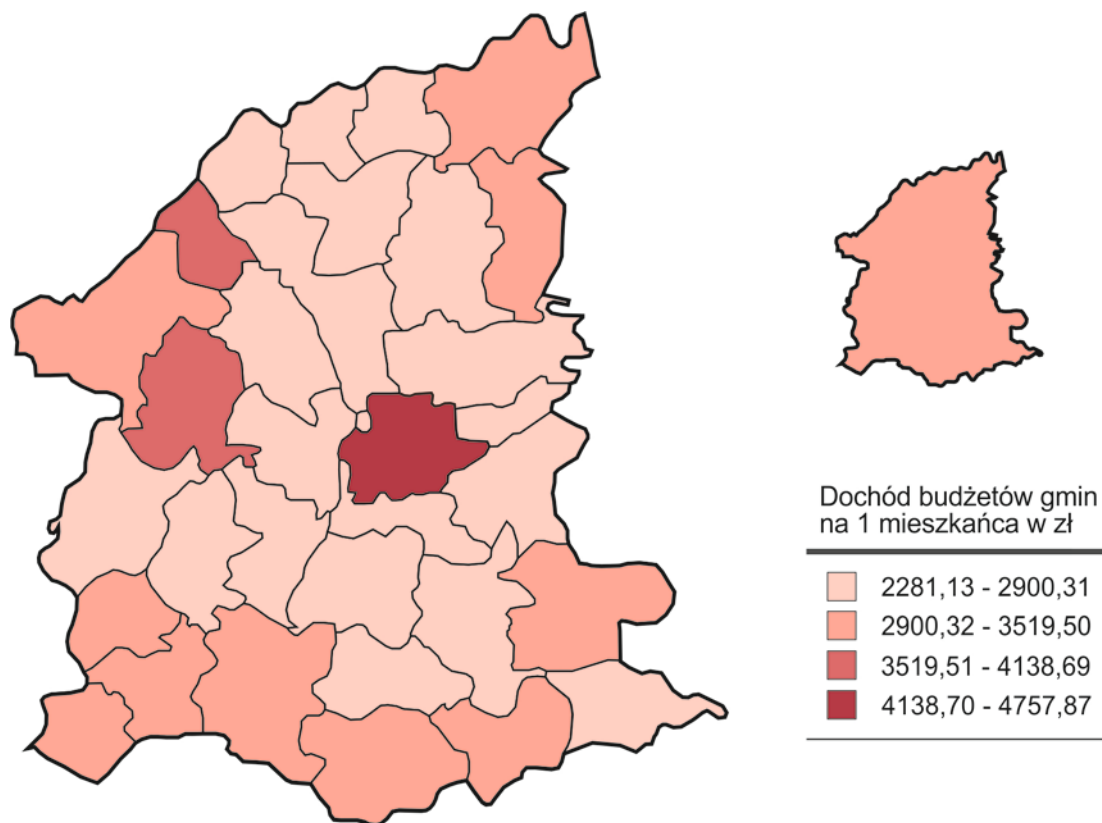 Dochód budżetów gmin
na 1 mieszkańca w zł
2281,13 - 2900,31
2900,32 - 3519,50
3519,51 - 4138,69
4138,70 - 4757,87